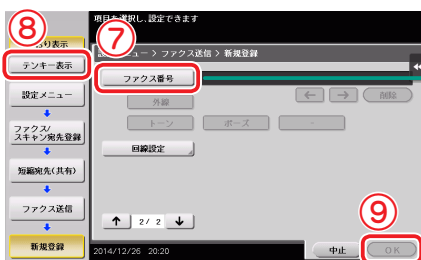 項目を選択し、設定できます
⑧
⑦
り表示
テンキー表示
設定メニュー
ファクス/
スキャン宛先登録
短縮宛先(共有)
ファクス送信
新規登録
メニュー > ファクス送信 > 新規登録
ファクス番号
外線
← → 削除
トーン ポーズ -
回線設定
↑ 2/ 2 ↓
⑨
2014/12/26 20:20
中止 OK